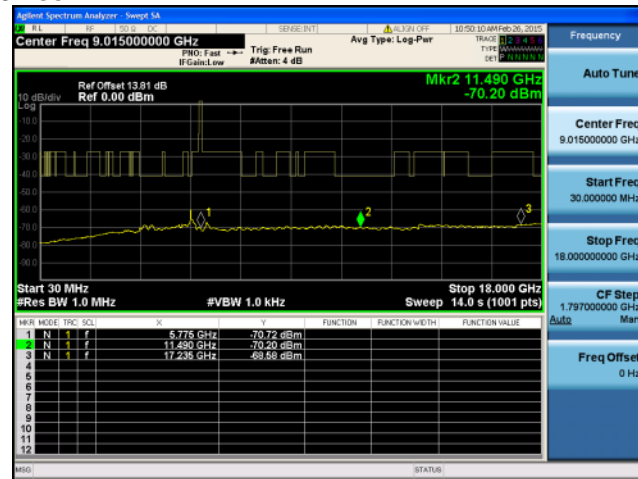 Agilent Spectrum Analyzer - Swept SA
RL RF 50 Ω DC SENSE:INT ALIGN OFF 10:50:10 AM Feb 26, 2015
Center Freq 9.015000000 GHz
PNO: Fast
IFGain:Low
Trig: Free Run
#Atten: 4 dB
Avg Type: Log-Pwr
TRACE 1 2 3 4 5 6
TYPE
DET P N N N N N
Mkr2 11.490 GHz
-70.20 dBm
Ref Offset 13.81 dB
10 dB/div Ref 0.00 dBm
Log
-10.0
-20.0
-30.0
-40.0
-50.0
-60.0
-70.0
-80.0
-90.0
1
2
3
Start 30 MHz Stop 18.000 GHz
#Res BW 1.0 MHz #VBW 1.0 kHz Sweep 14.0 s (1001 pts)
MKR MODE TRC SCL X Y FUNCTION FUNCTION WIDTH FUNCTION VALUE
1 N 1 f 5.775 GHz -70.72 dBm
2 N 1 f 11.490 GHz -70.20 dBm
3 N 1 f 17.235 GHz -68.58 dBm
4
5
6
7
8
9
10
11
12
MSG STATUS
Frequency
Auto Tune
Center Freq
9.015000000 GHz
Start Freq
30.000000 MHz
Stop Freq
18.000000000 GHz
CF Step
1.797000000 GHz
Auto Man
Freq Offset
0 Hz